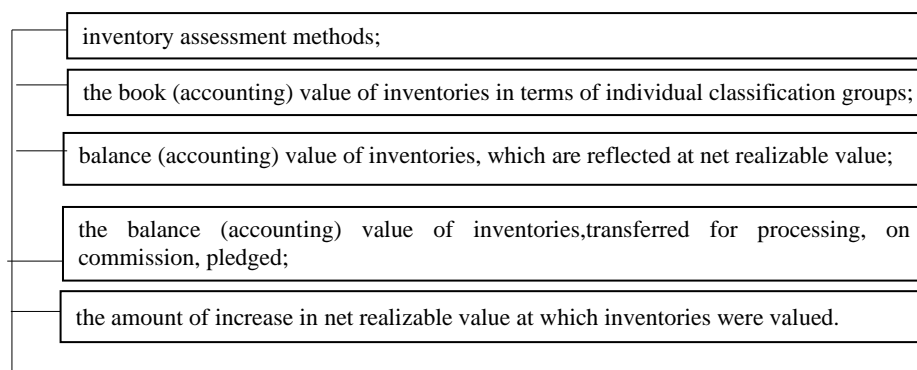 inventory assessment methods;
the book (accounting) value of inventories in terms of individual classification groups;
balance (accounting) value of inventories, which are reflected at net realizable value;
the balance (accounting) value of inventories,transferred for processing, on
commission, pledged;
the amount of increase in net realizable value at which inventories were valued.